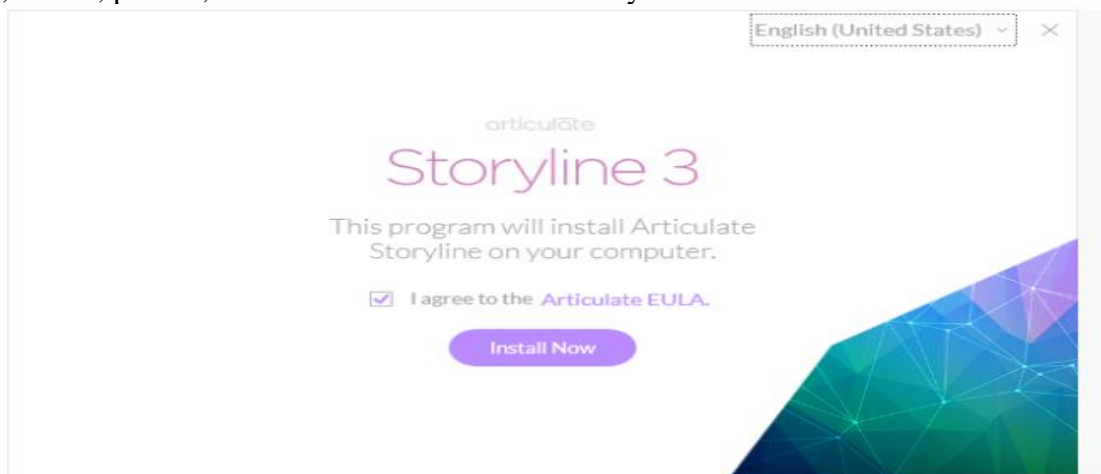 English (United States)
articulāte
Storyline 3
This program will install Articulate
Storyline on your computer.
I agree to the Articulate EULA.
Install Now